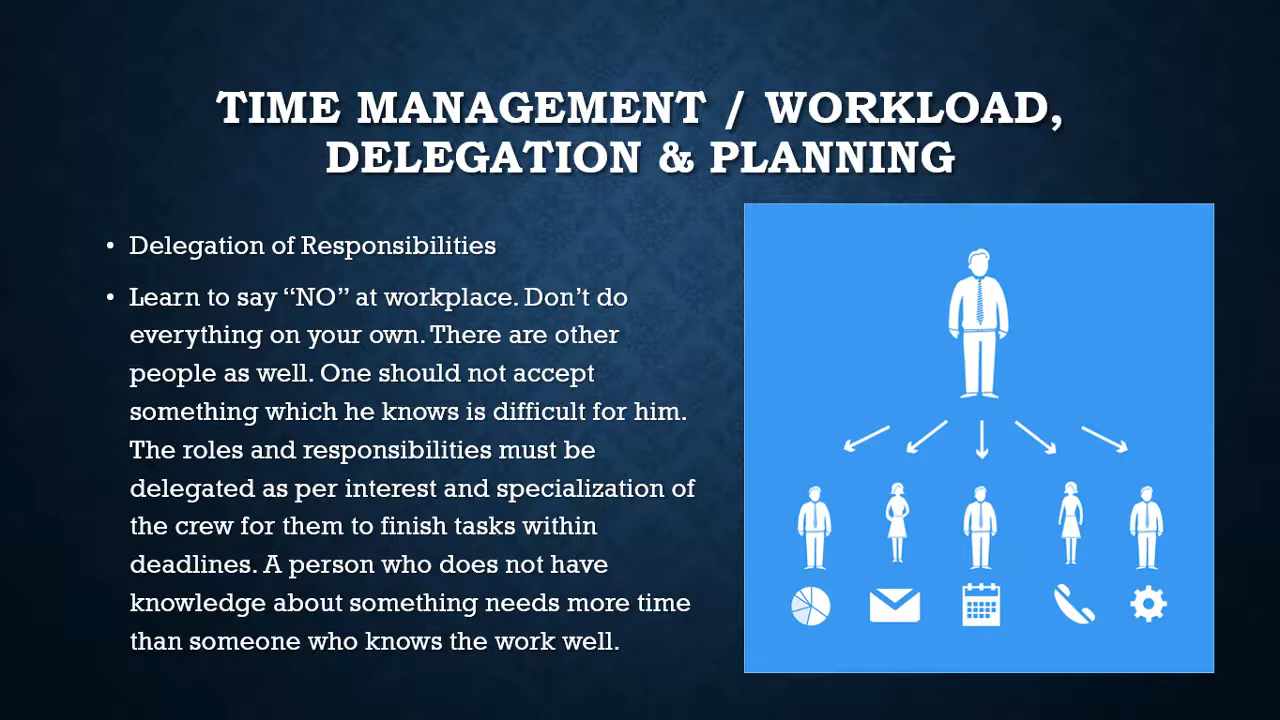 TIME MANAGEMENT / WORKLOAD,
DELEGATION & PLANNING
• Delegation of Responsibilities
• Learn to say “NO” at workplace. Don’t do
everything on your own. There are other
people as well. One should not accept
something which he knows is difficult for him.
The roles and responsibilities must be
delegated as per interest and specialization of
the crew for them to finish tasks within
deadlines. A person who does not have
knowledge about something needs more time
than someone who knows the work well.